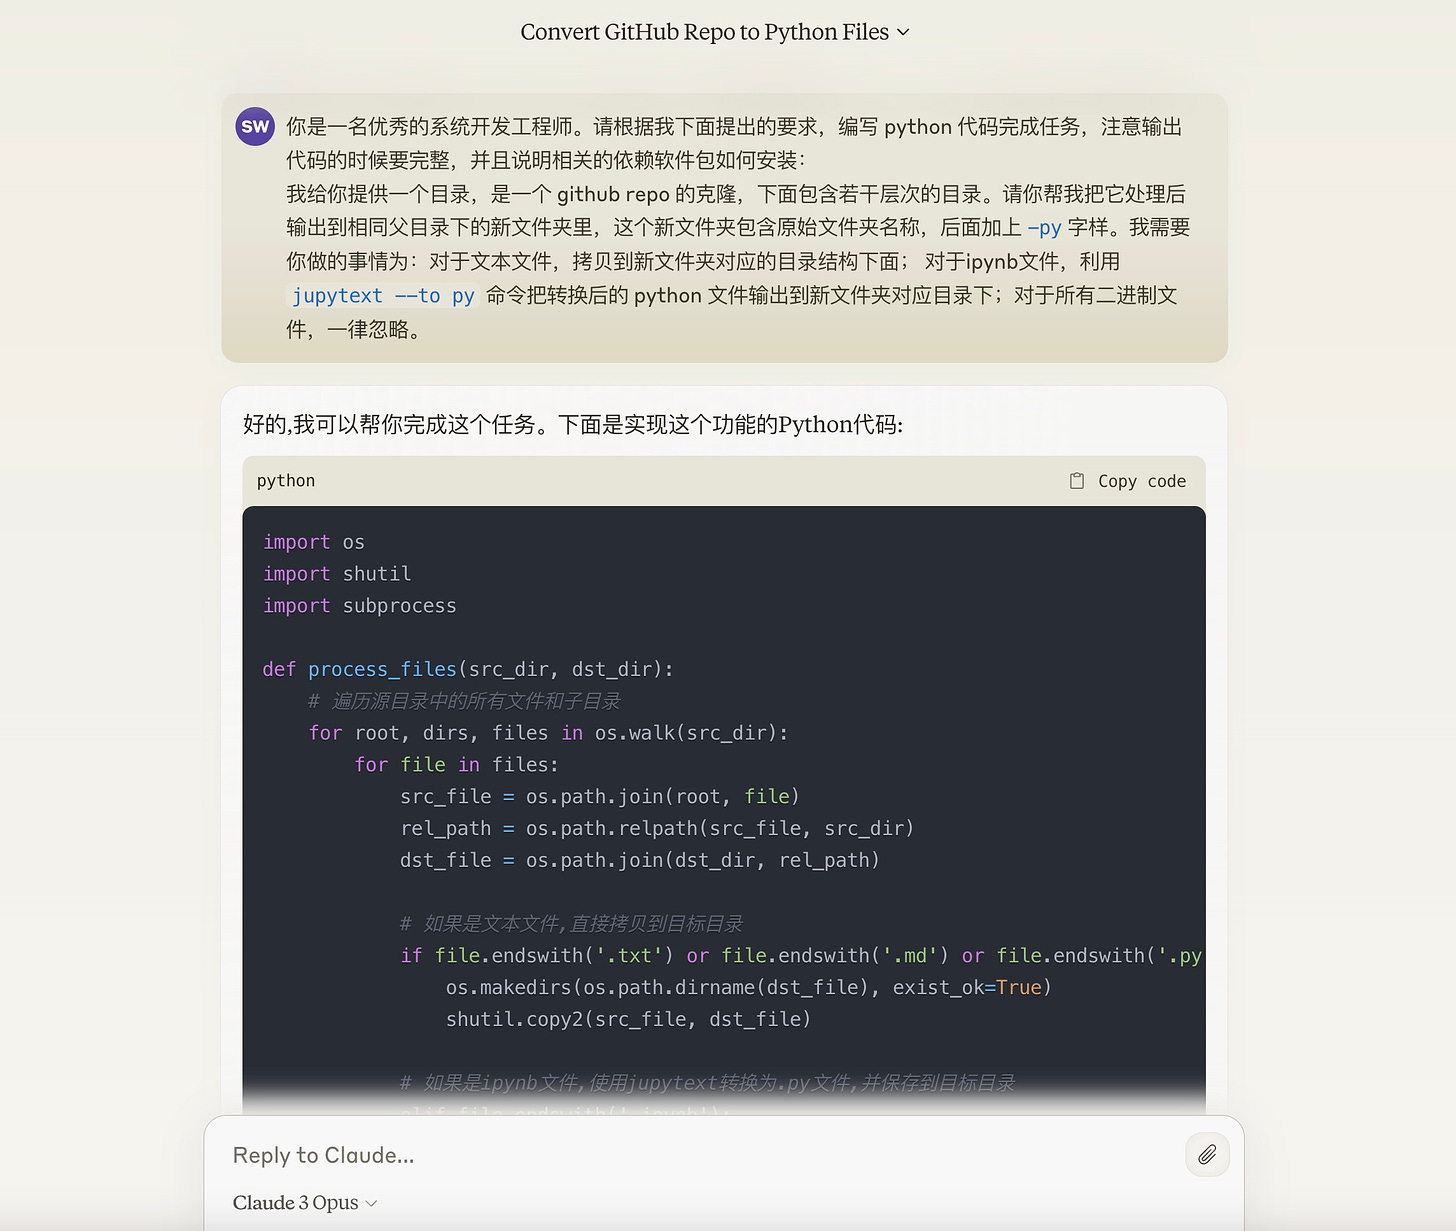 Convert GitHub Repo to Python Files
SW
你是一名优秀的系统开发工程师。请根据我下面提出的要求，编写 python 代码完成任务，注意输出
代码的时候要完整，并且说明相关的依赖软件包如何安装：
我给你提供一个目录，是一个 github repo 的克隆，下面包含若干层次的目录。请你帮我把它处理后
输出到相同父目录下的新文件夹里，这个新文件夹包含原始文件夹名称，后面加上 -py 字样。我需要
你做的事情为：对于文本文件，拷贝到新文件夹对应的目录结构下面； 对于ipynb文件，利用
jupytext --to py 命令把转换后的 python 文件输出到新文件夹对应目录下；对于所有二进制文
件，一律忽略。
好的,我可以帮你完成这个任务。下面是实现这个功能的Python代码:
python
Copy code
import os
import shutil
import subprocess
def process_files(src_dir, dst_dir):
# 遍历源目录中的所有文件和子目录
for root, dirs, files in os.walk(src_dir):
for file in files:
src_file = os.path.join(root, file)
rel_path = os.path.relpath(src_file, src_dir)
dst_file = os.path.join(dst_dir, rel_path)
# 如果是文本文件,直接拷贝到目标目录
if file.endswith('.txt') or file.endswith('.md') or file.endswith('.py
os.makedirs(os.path.dirname(dst_file), exist_ok=True)
shutil.copy2(src_file, dst_file)
# 如果是ipynb文件,使用jupytext转换为.py文件,并保存到目标目录
elif file.endswith('.ipynb'):
Reply to Claude...
Claude 3 Opus